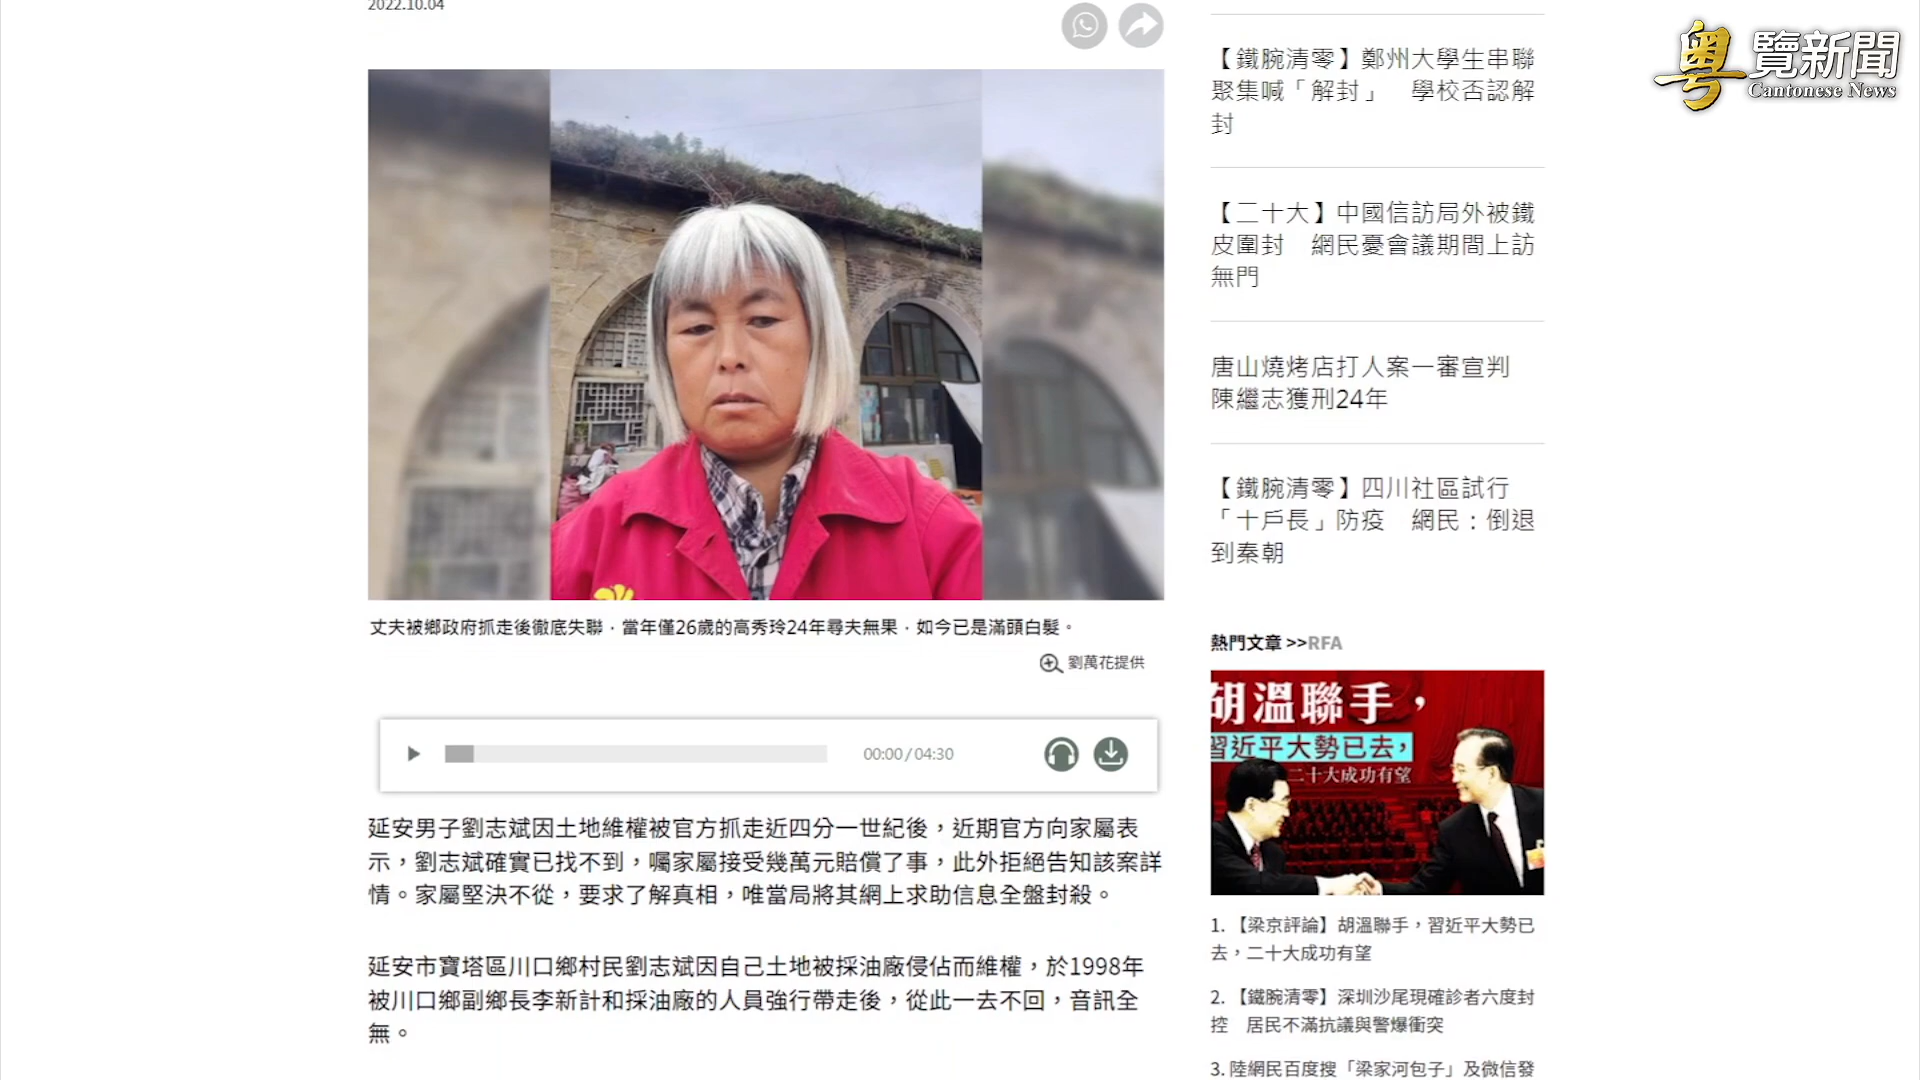 2022.10.04
粵覽新聞
Cantonese News
丈夫被鄉政府抓走後徹底失聯，當年僅26歲的高秀玲24年尋夫無果，如今已是滿頭白髮。
劉萬花提供
00:00/04:30
延安男子劉志斌因土地維權被官方抓走近四分一世紀後，近期官方向家屬表
示，劉志斌確實已找不到，囑家屬接受幾萬元賠償了事，此外拒絕告知該案詳
情。家屬堅決不從，要求了解真相，唯當局將其網上求助信息全盤封殺。
延安市寶塔區川口鄉村民劉志斌因自己土地被採油廠侵佔而維權，於1998年
被川口鄉副鄉長李新計和採油廠的人員強行帶走後，從此一去不回，音訊全
無。
【鐵腕清零】鄭州大學生串聯
聚集喊「解封」　學校否認解
封
【二十大】中國信訪局外被鐵
皮圍封　網民憂會議期間上訪
無門
唐山燒烤店打人案一審宣判
陳繼志獲刑24年
【鐵腕清零】四川社區試行
「十戶長」防疫　網民：倒退
到秦朝
熱門文章 >>RFA
胡溫聯手，
習近平大勢已去，
二十大成功有望
1. 【梁京評論】胡溫聯手，習近平大勢已
去，二十大成功有望
2. 【鐵腕清零】深圳沙尾現確診者六度封
控　居民不滿抗議與警爆衝突
3. 陸網民百度搜「梁家河包子」及微信發